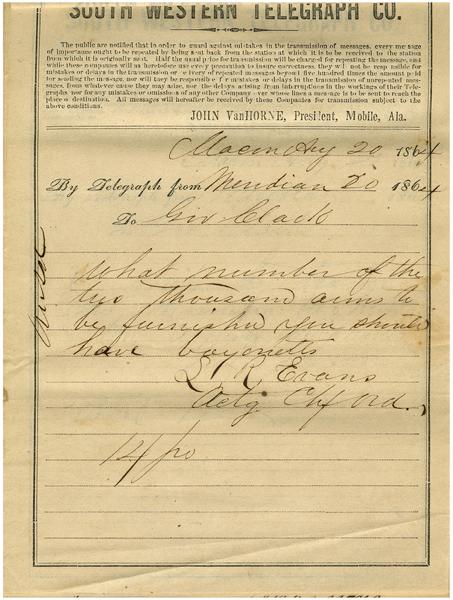 SOUTH WESTERN TELEGRAPH CO.
The public are notified that in order to guard against mistakes in the transmission of messages, every message
of importance ought to be repeated by being sent back from the station at which it is to be received to the station
from which it is originally sent. Half the usual price for transmission will be charged for repeating the message, and
while these companies will as heretofore use every precaution to insure correctness, they will not be responsible for
mistakes or delays in the transmission or delivery of repeated messages beyond five hundred times the amount paid
for sending the message, nor will they be responsible for mistakes or delays in the transmission of unrepeated messages,
from whatever cause they may arise, nor for delays arising from interruptions in the workings of their Telegraphs
nor for any mistakes or omissions of any other Company over whose lines a message is to be sent to reach the
place of destination. All messages will hereafter be received by these Companies for transmission subject to the
above conditions.
JOHN VanHORNE, President, Mobile, Ala.
Macon Aug 20 1864
By Telegraph from Meridian 20 1864
To Gov Clark
What number of the
two thousand arms to
be furnished you should
have bayonetts
L R Evans
Actg Chf Ord.
14/